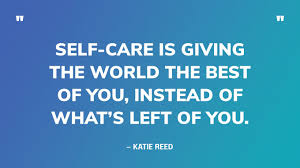 "
"
SELF-CARE IS GIVING
THE WORLD THE BEST
OF YOU, INSTEAD OF
WHAT'S LEFT OF YOU.
– KATIE REED